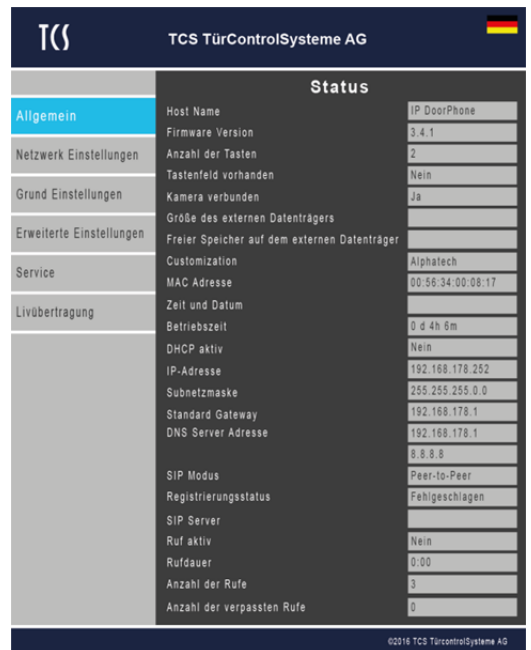 TCS TCS TürControlSysteme AG
Status
Allgemein
Netzwerk Einstellungen
Grund Einstellungen
Erweiterte Einstellungen
Service
Livübertragung
Host Name IP DoorPhone
Firmware Version 3.4.1
Anzahl der Tasten 2
Tastenfeld vorhanden Nein
Kamera verbunden Ja
Größe des externen Datenträgers
Freier Speicher auf dem externen Datenträger
Customization Alphatech
MAC Adresse 00:56:34:00:08:17
Zeit und Datum
Betriebszeit 0 d 4h 6m
DHCP aktiv Nein
IP-Adresse 192.168.178.252
Subnetzmaske 255.255.255.0.0
Standard Gateway 192.168.178.1
DNS Server Adresse 192.168.178.1
8.8.8.8
SIP Modus Peer-to-Peer
Registrierungsstatus Fehlgeschlagen
SIP Server
Ruf aktiv Nein
Rufdauer 0:00
Anzahl der Rufe 3
Anzahl der verpassten Rufe 0
©2016 TCS TürcontrolSysteme AG